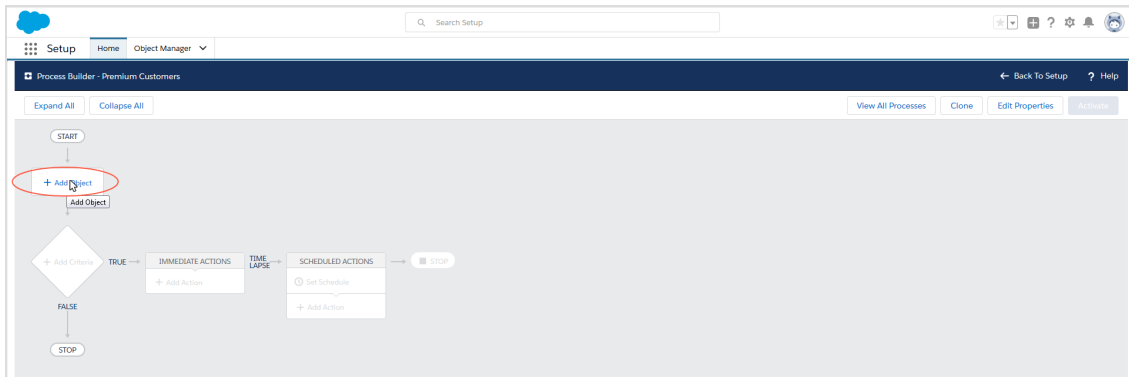 Search Setup
Setup Home Object Manager
Process Builder - Premium Customers
Back To Setup ? Help
Expand All Collapse All
View All Processes Clone Edit Properties Activate
START
+ Add Object
Add Object
+ Add Criteria TRUE IMMEDIATE ACTIONS TIME LAPSE SCHEDULED ACTIONS STOP
+ Add Action Set Schedule
+ Add Action
FALSE
STOP